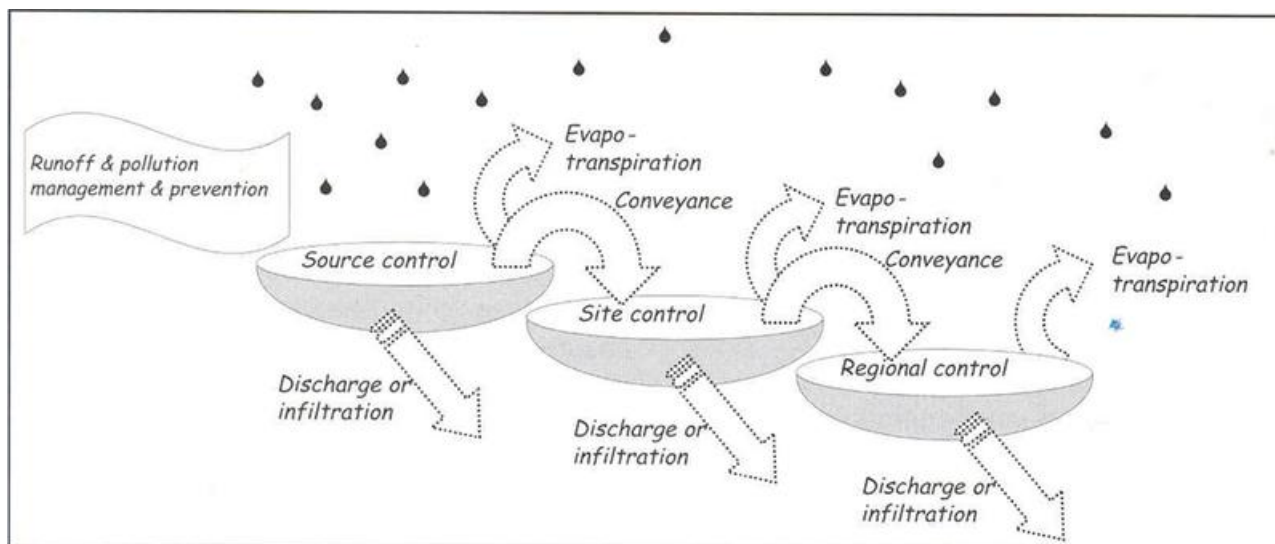 Runoff & pollution
management & prevention
Evapo-
transpiration
Conveyance
Source control
Discharge or
infiltration
Evapo-
transpiration
Conveyance
Site control
Discharge or
infiltration
Evapo-
transpiration
Regional control
Discharge or
infiltration